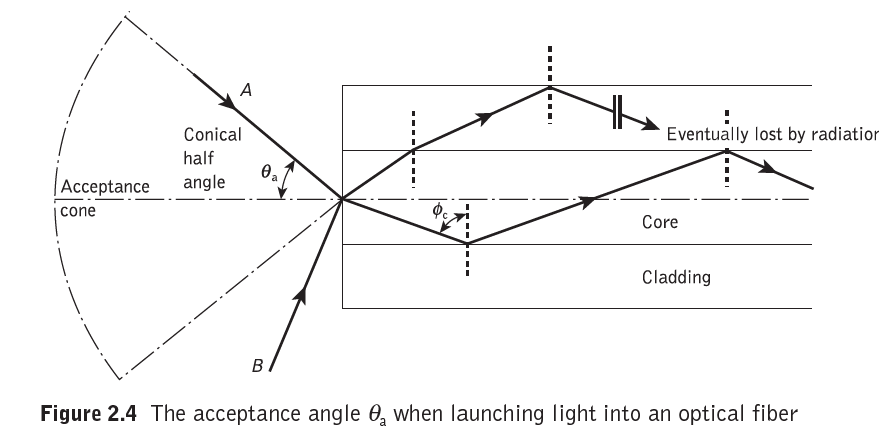 A
Conical
half
angle
θa
Acceptance
cone
Eventually lost by radiation
ϕc
Core
Cladding
B
Figure 2.4 The acceptance angle θa when launching light into an optical fiber